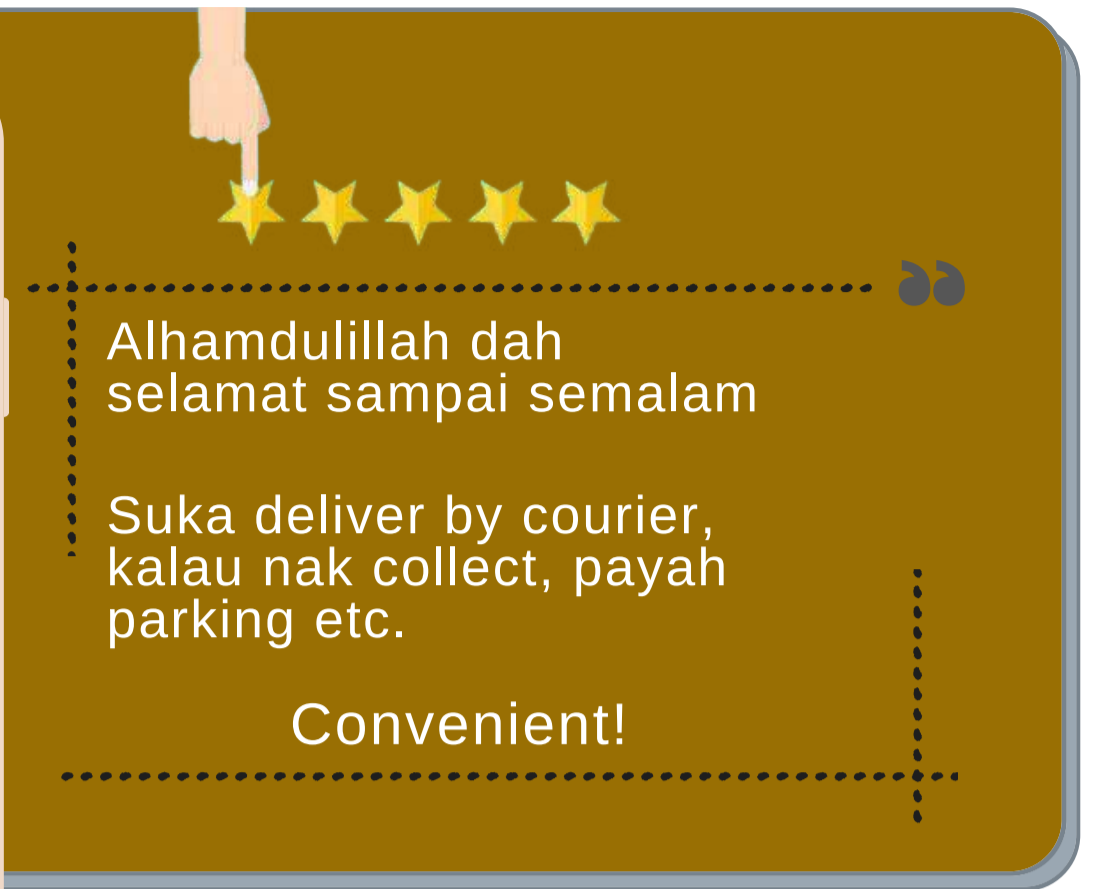 Alhamdulillah dah
selamat sampai semalam
Suka deliver by courier,
kalau nak collect, payah
parking etc.
Convenient!